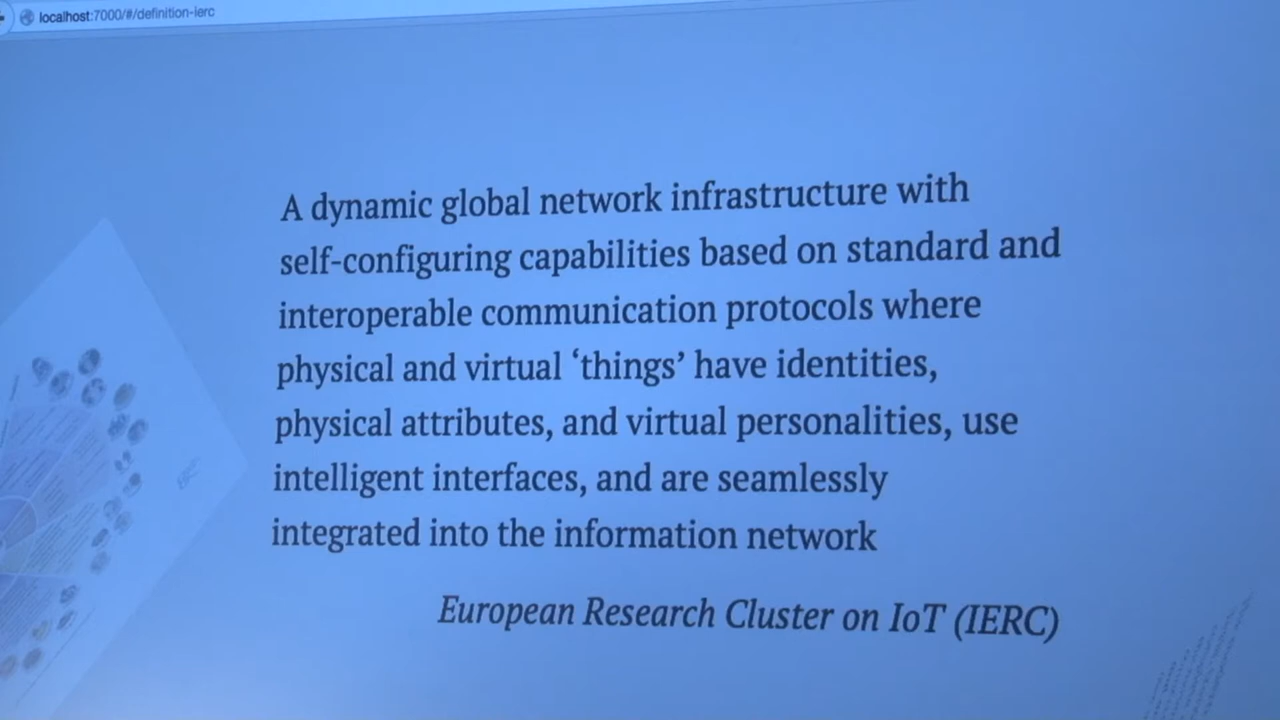 localhost:7000/#/definition-ierc
A dynamic global network infrastructure with
self-configuring capabilities based on standard and
interoperable communication protocols where
physical and virtual ‘things’ have identities,
physical attributes, and virtual personalities, use
intelligent interfaces, and are seamlessly
integrated into the information network
European Research Cluster on IoT (IERC)